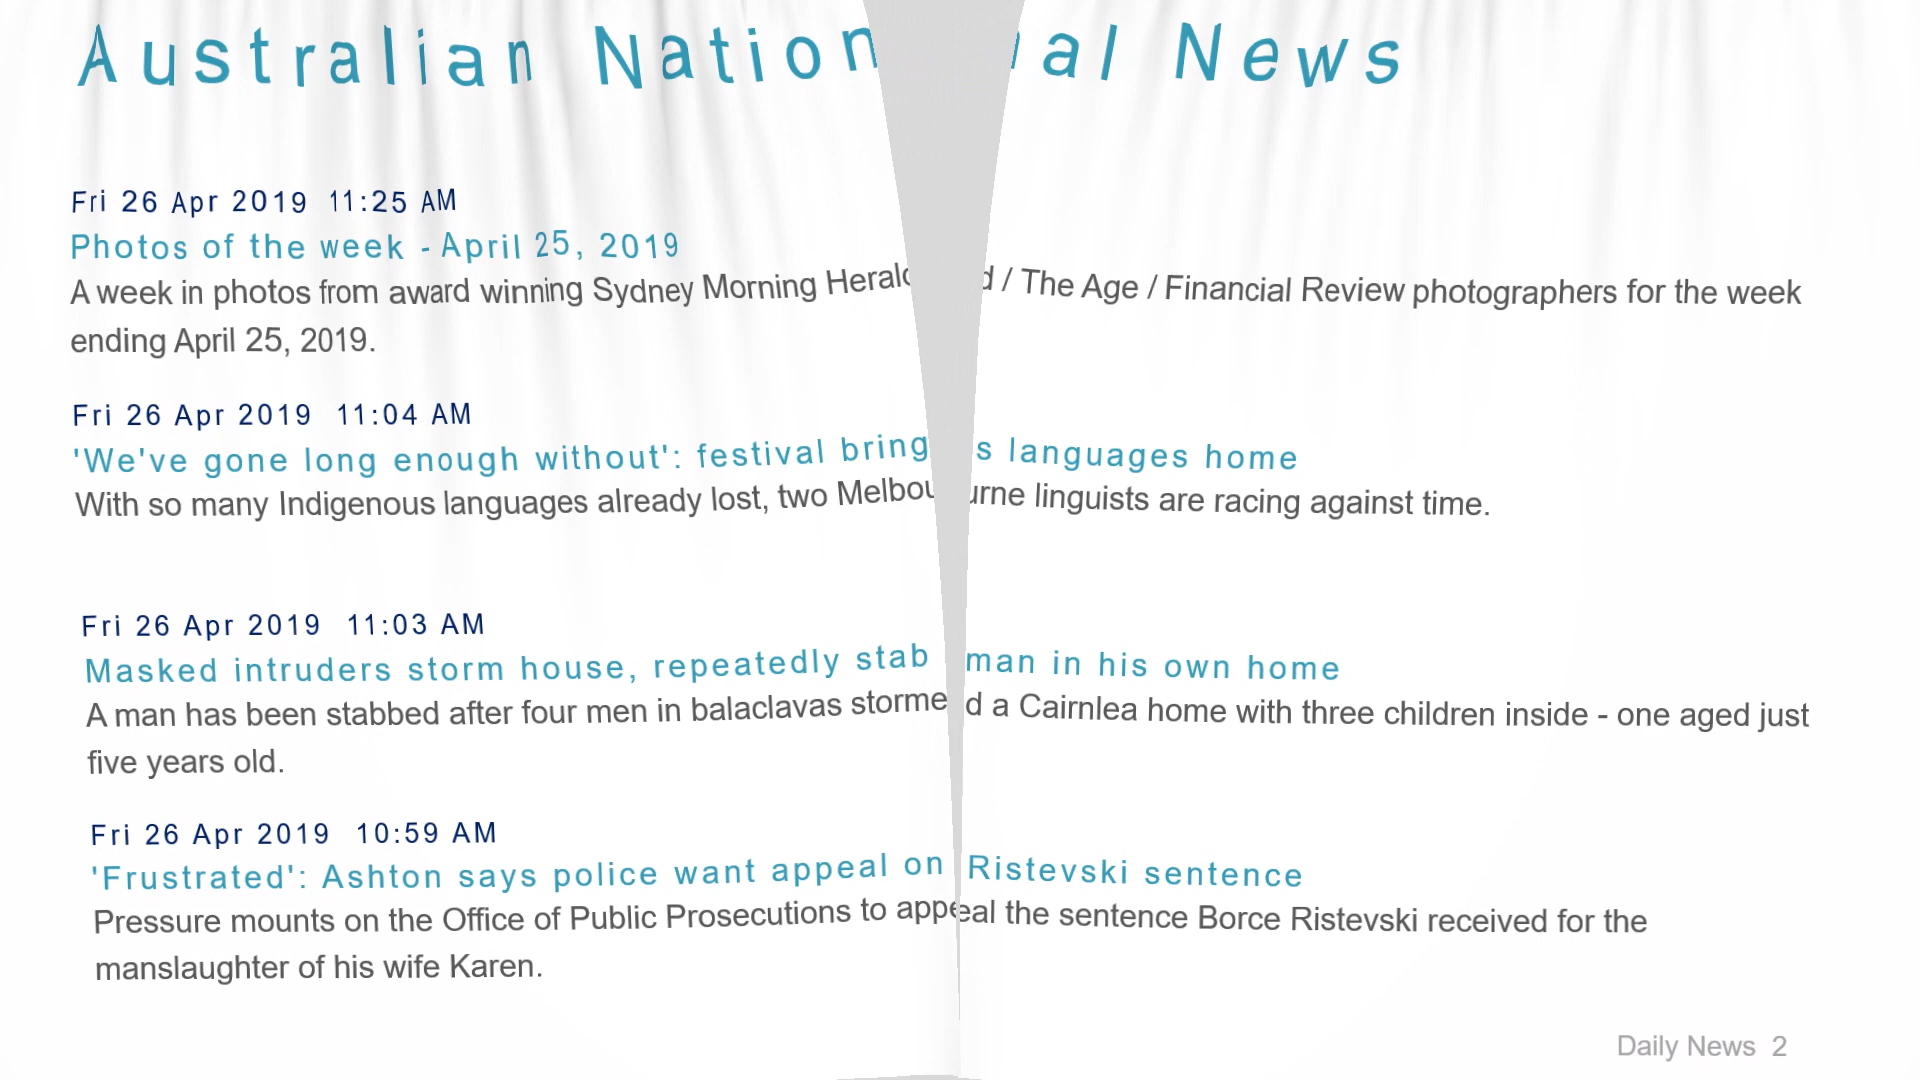 Australian National News
Fri 26 Apr 2019 11:25 AM
Photos of the week - April 25, 2019
A week in photos from award winning Sydney Morning Herald / The Age / Financial Review photographers for the week
ending April 25, 2019.
Fri 26 Apr 2019 11:04 AM
'We've gone long enough without': festival brings languages home
With so many Indigenous languages already lost, two Melbourne linguists are racing against time.
Fri 26 Apr 2019 11:03 AM
Masked intruders storm house, repeatedly stab man in his own home
A man has been stabbed after four men in balaclavas stormed a Cairnlea home with three children inside - one aged just
five years old.
Fri 26 Apr 2019 10:59 AM
'Frustrated': Ashton says police want appeal on Ristevski sentence
Pressure mounts on the Office of Public Prosecutions to appeal the sentence Borce Ristevski received for the
manslaughter of his wife Karen.
Daily News 2